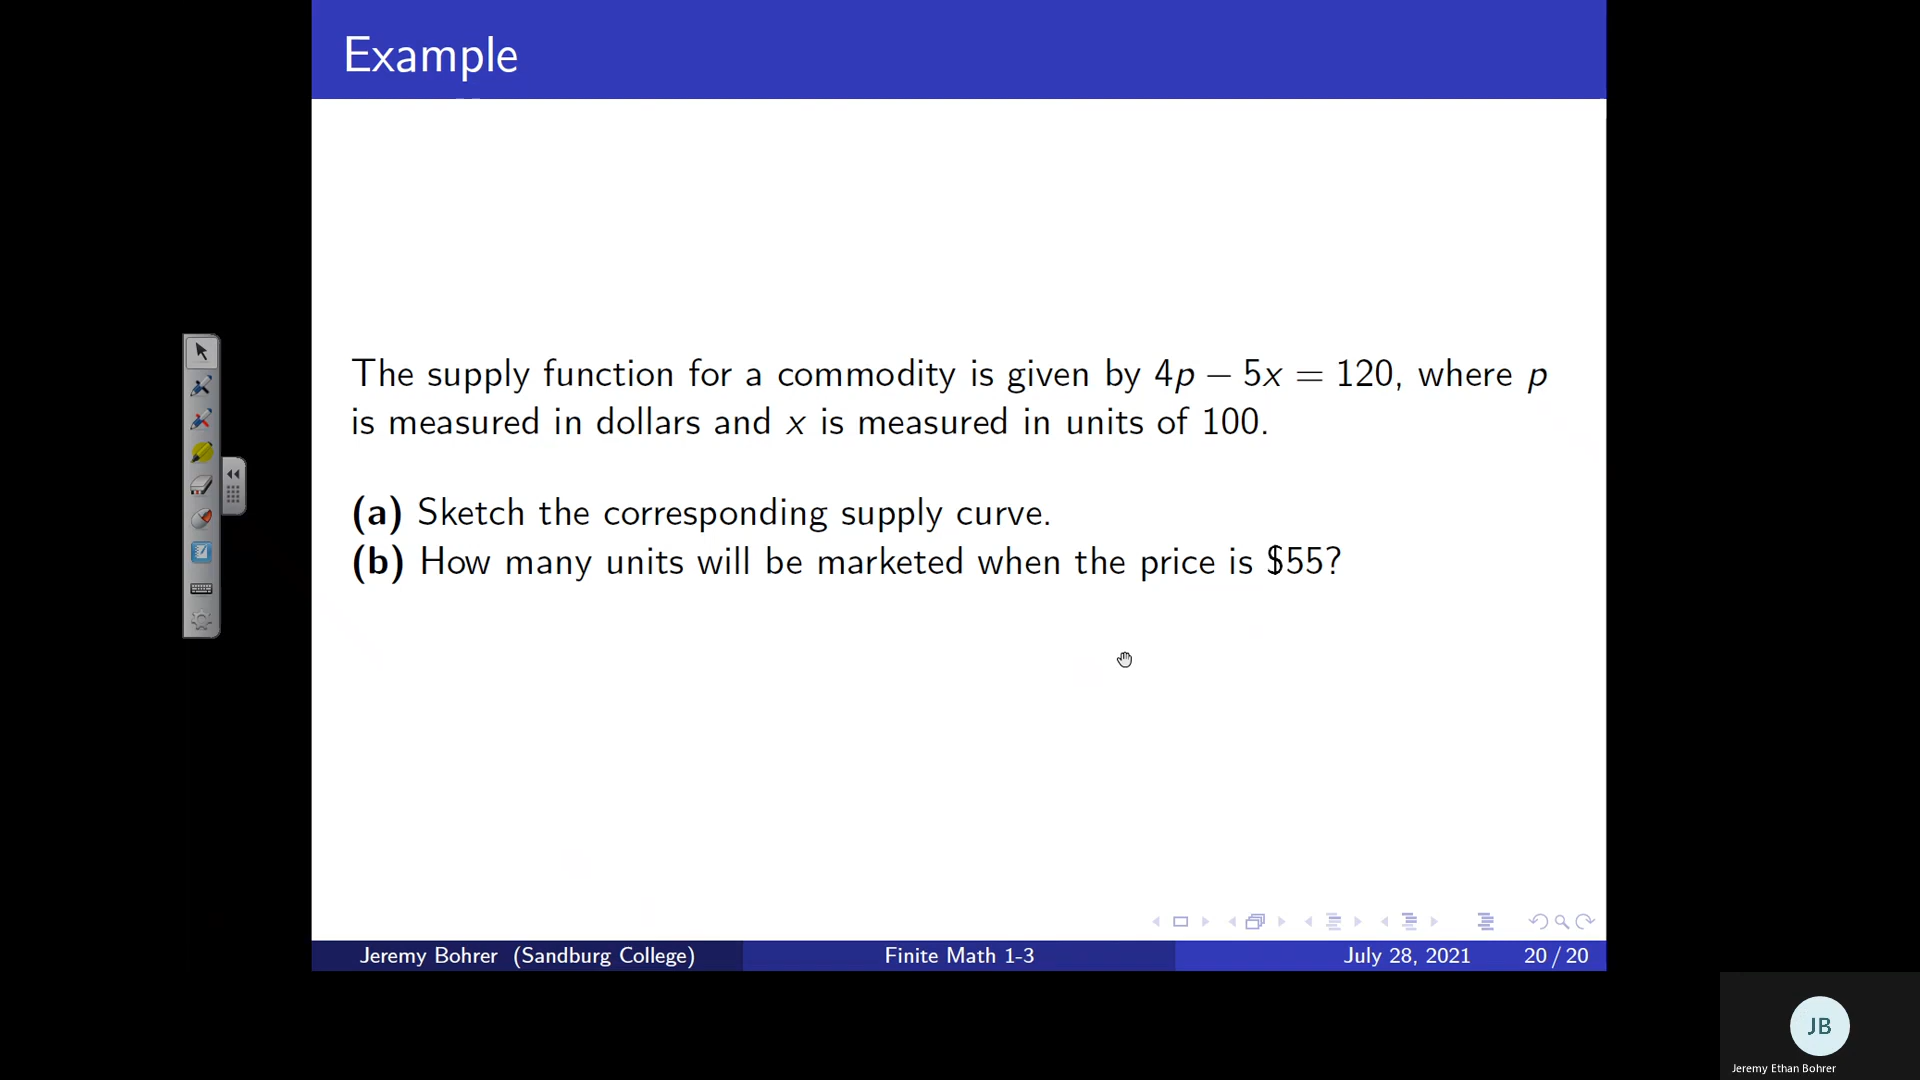 Example
The supply function for a commodity is given by 4p − 5x = 120, where p
is measured in dollars and x is measured in units of 100.
(a) Sketch the corresponding supply curve.
(b) How many units will be marketed when the price is $55?
Jeremy Bohrer (Sandburg College)
Finite Math 1-3
July 28, 2021
20 / 20
JB
Jeremy Ethan Bohrer